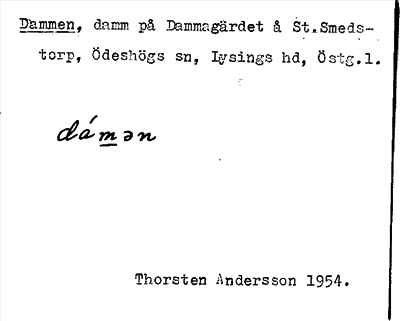 Dammen, damm på Dammagärdet å St.Smeds-
torp, Ödeshögs sn, Lysings hd, Östg.l.
dámən
Thorsten Andersson 1954.